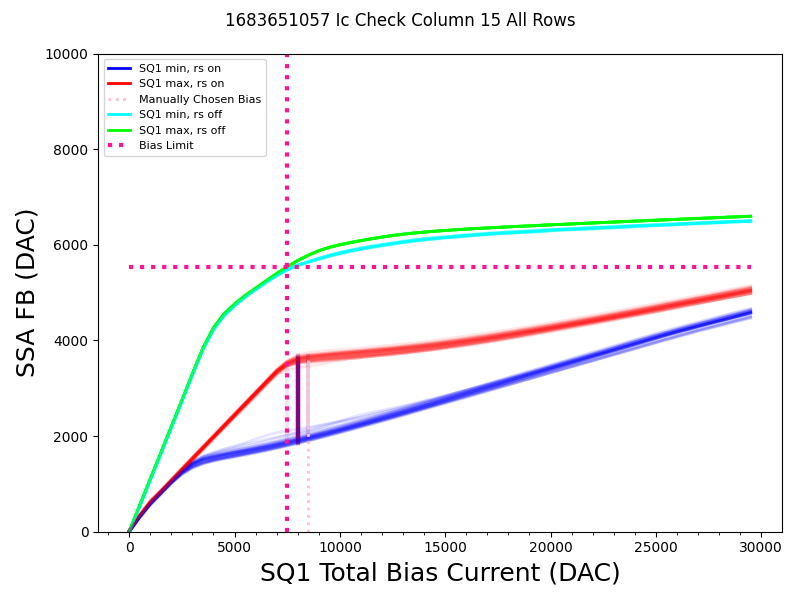 1683651057 Ic Check Column 15 All Rows
10000
8000
6000
4000
2000
0
SSA FB (DAC)
SQ1 min, rs on
SQ1 max, rs on
Manually Chosen Bias
SQ1 min, rs off
SQ1 max, rs off
Bias Limit
0 5000 10000 15000 20000 25000 30000
SQ1 Total Bias Current (DAC)